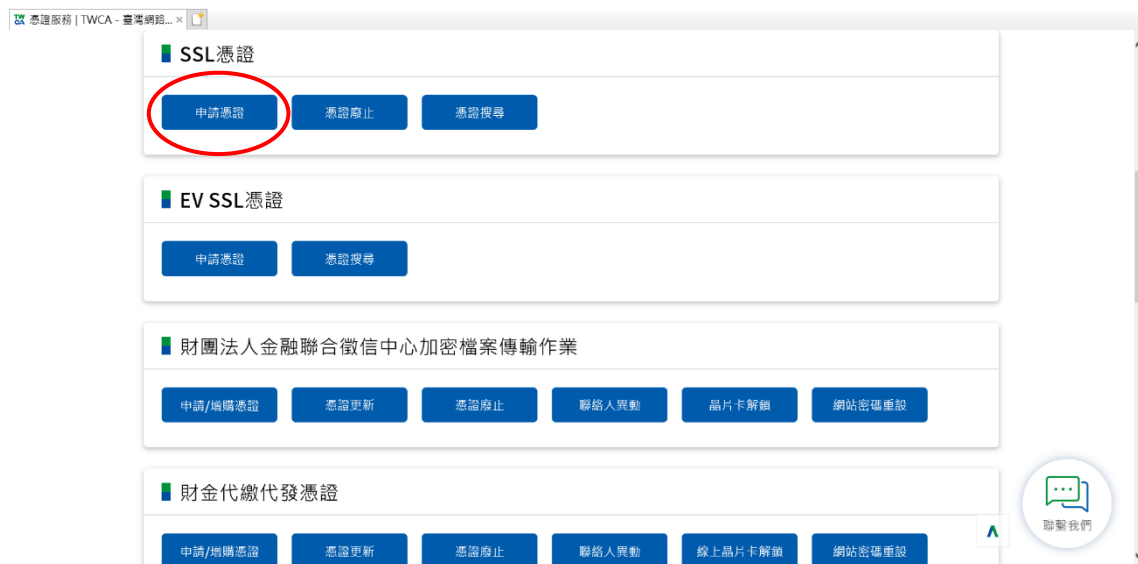 TWCA 憑證服務 | TWCA - 臺灣網路...
SSL憑證
申請憑證 憑證廢止 憑證搜尋
EV SSL憑證
申請憑證 憑證搜尋
財團法人金融聯合徵信中心加密檔案傳輸作業
申請/增購憑證 憑證更新 憑證廢止 聯絡人異動 晶片卡解鎖 網站密碼重設
財金代繳代發憑證
聯繫我們
申請/增購憑證 憑證更新 憑證廢止 聯絡人異動 線上晶片卡解鎖 網站密碼重設